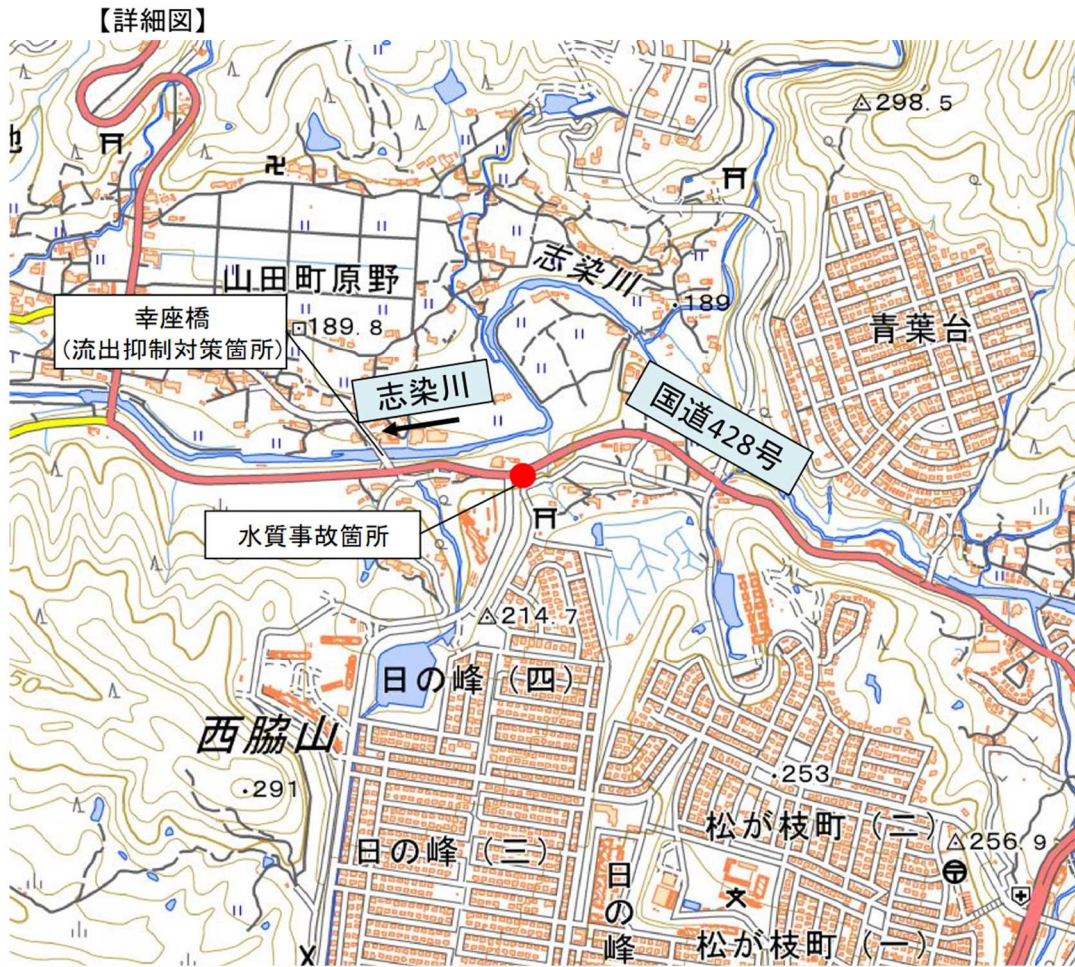 【詳細図】
298.5
地
山田町原野
志染川
189
青葉台
幸座橋
(流出抑制対策箇所)
189.8
志染川
国道428号
水質事故箇所
214.7
日の峰(四)
西脇山
50
291
253
松が枝町(二)
256.9
日の峰(三)
日の峰
松が枝町(一)